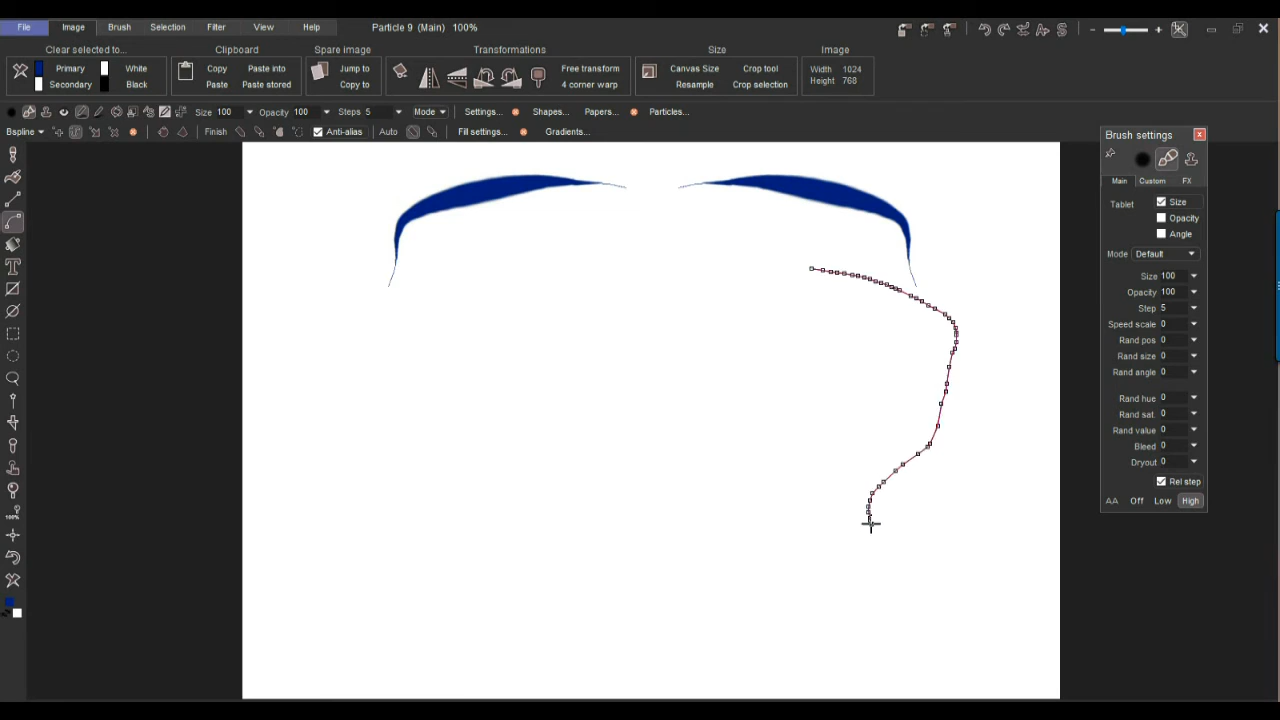 File Image Brush Selection Filter View Help Particle 9 (Main) 100%
Clear selected to... Clipboard Spare image Transformations Size Image
Primary White Copy Paste into Jump to Free transform Canvas Size Crop tool Width 1024
Secondary Black Paste Paste stored Copy to 4 corner warp Resample Crop selection Height 768
Size 100 Opacity 100 Steps 5 Mode Settings... Shapes... Papers... Particles...
Bspline Finish Anti-alias Auto Fill settings... Gradients...
Brush settings
Main Custom FX
Tablet Size
Opacity
Angle
Mode Default
Size 100
Opacity 100
Step 5
Speed scale 0
Rand pos 0
Rand size 0
Rand angle 0
Rand hue 0
Rand sat. 0
Rand value 0
Bleed 0
Dryout 0
Rel step
AA Off Low High
100%